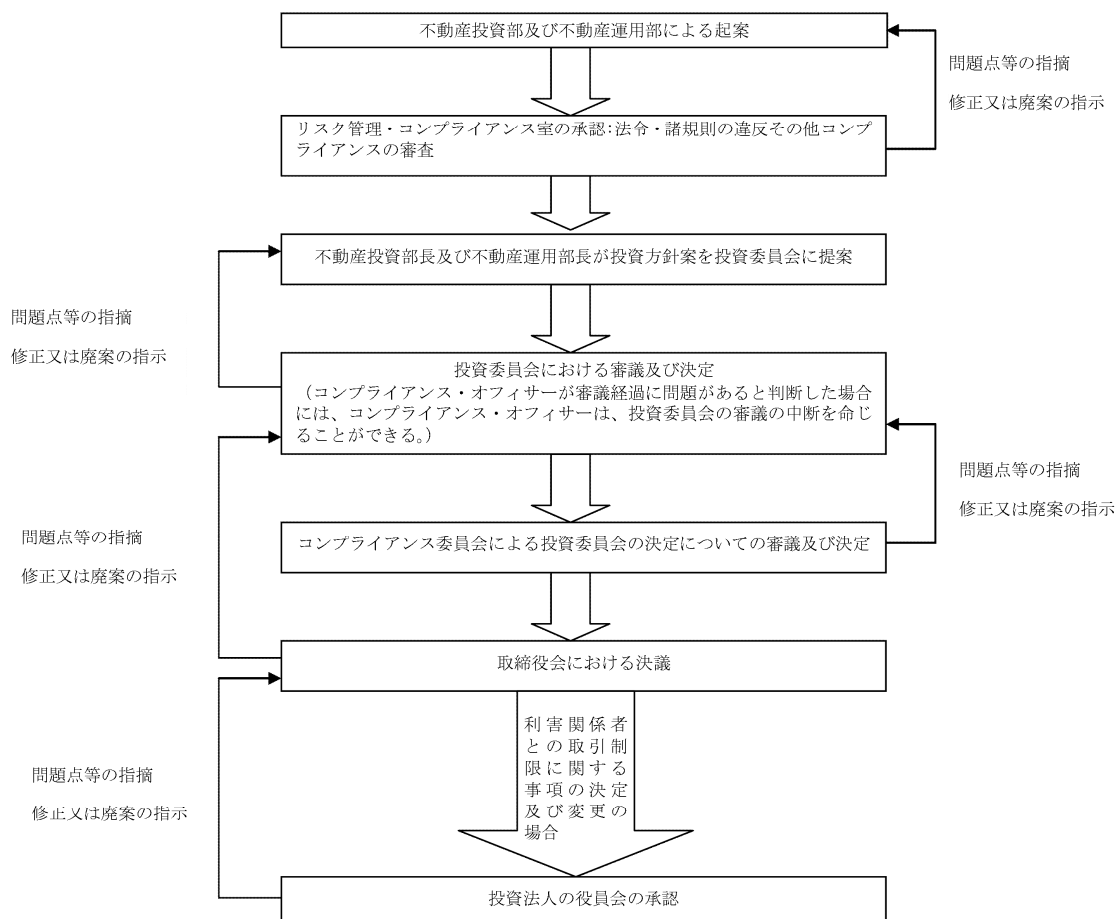 不動産投資部及び不動産運用部による起案
問題点等の指摘
修正又は廃案の指示
リスク管理・コンプライアンス室の承認:法令・諸規則の違反その他コンプ
ライアンスの審査
不動産投資部長及び不動産運用部長が投資方針案を投資委員会に提案
問題点等の指摘
修正又は廃案の指示
投資委員会における審議及び決定
(コンプライアンス・オフィサーが審議経過に問題があると判断した場合
には、コンプライアンス・オフィサーは、投資委員会の審議の中断を命じ
ることができる。)
問題点等の指摘
修正又は廃案の指示
問題点等の指摘
修正又は廃案の指示
コンプライアンス委員会による投資委員会の決定についての審議及び決定
取締役会における決議
利害関係者
との取引制
限に関する
事項の決定
及び変更の
場合
問題点等の指摘
修正又は廃案の指示
投資法人の役員会の承認